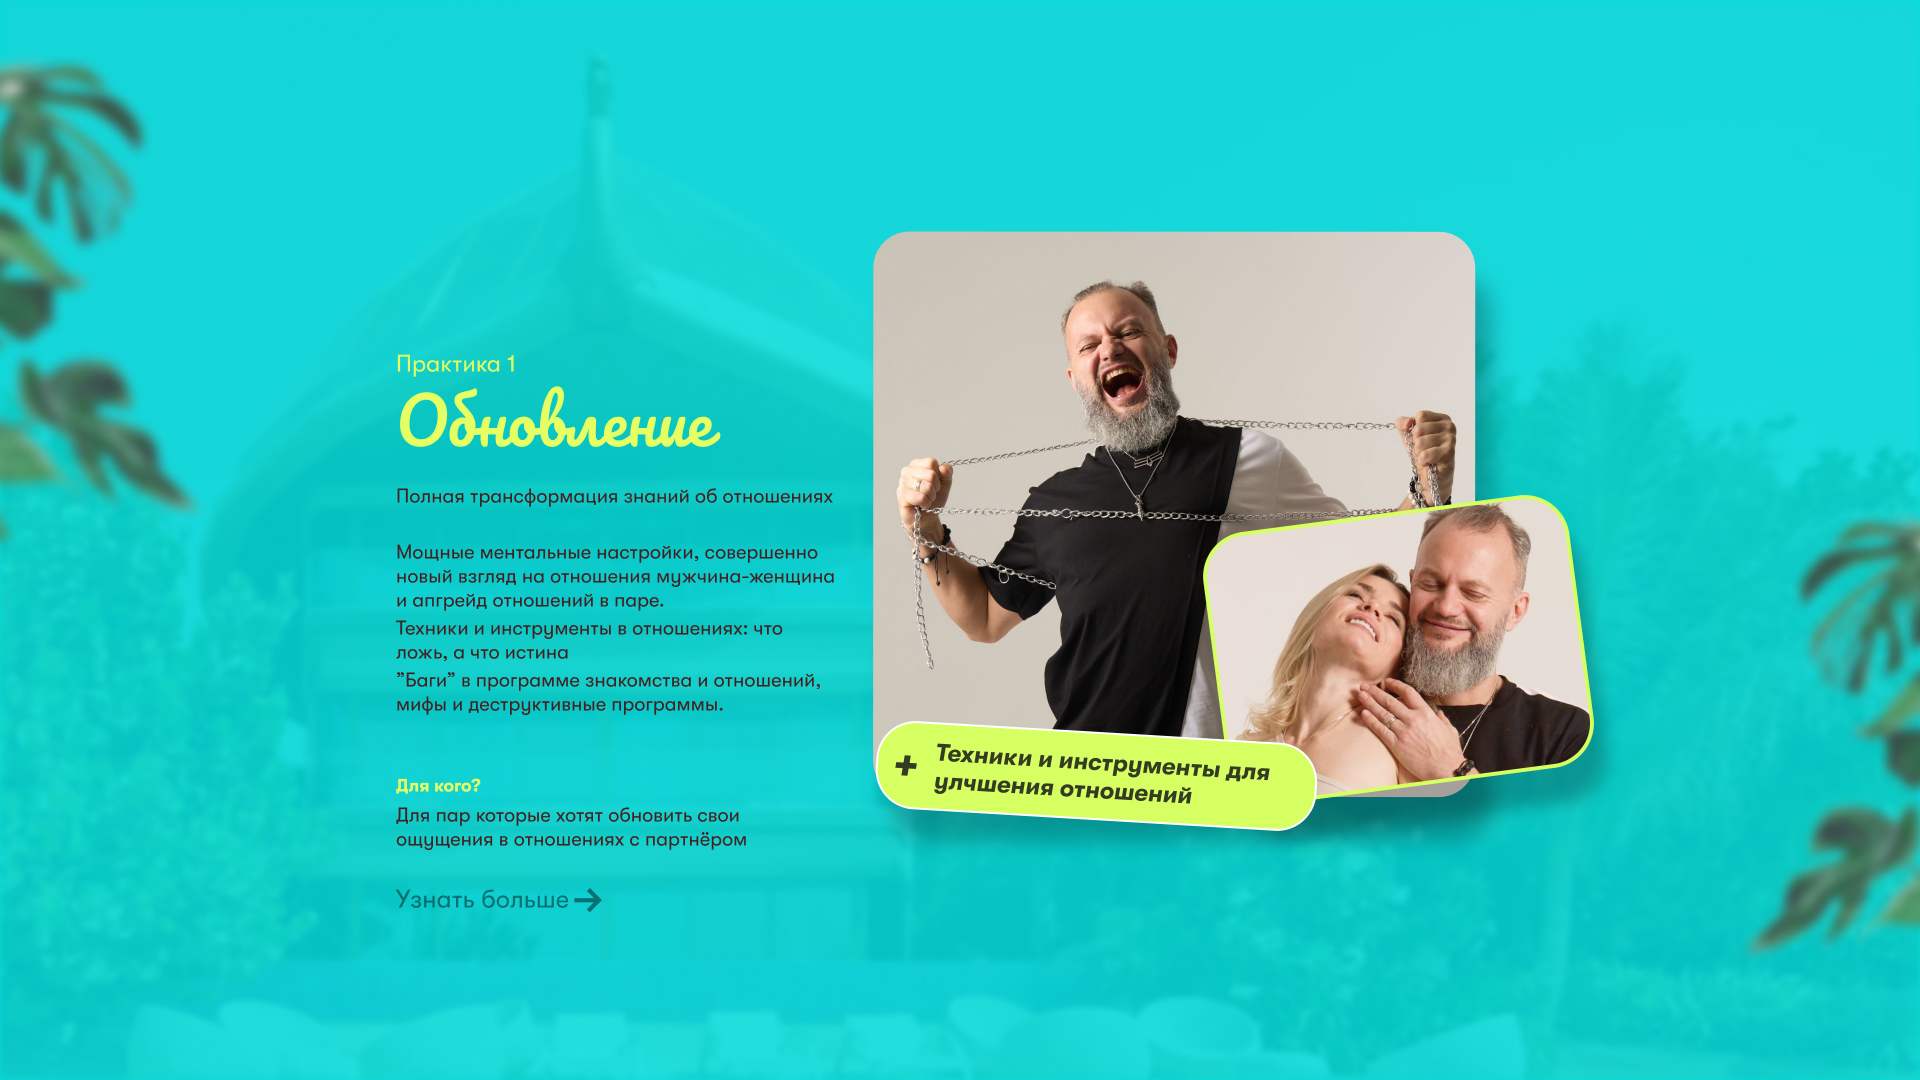 Практика 1
Обновление
Полная трансформация знаний об отношениях
Мощные ментальные настройки, совершенно
новый взгляд на отношения мужчина-женщина
и апгрейд отношений в паре.
Техники и инструменты в отношениях: что
ложь, а что истина
”Баги” в программе знакомства и отношений,
мифы и деструктивные программы.
Для кого?
Для пар которые хотят обновить свои
ощущения в отношениях с партнёром
Узнать больше →
+ Техники и инструменты для
улчшения отношений